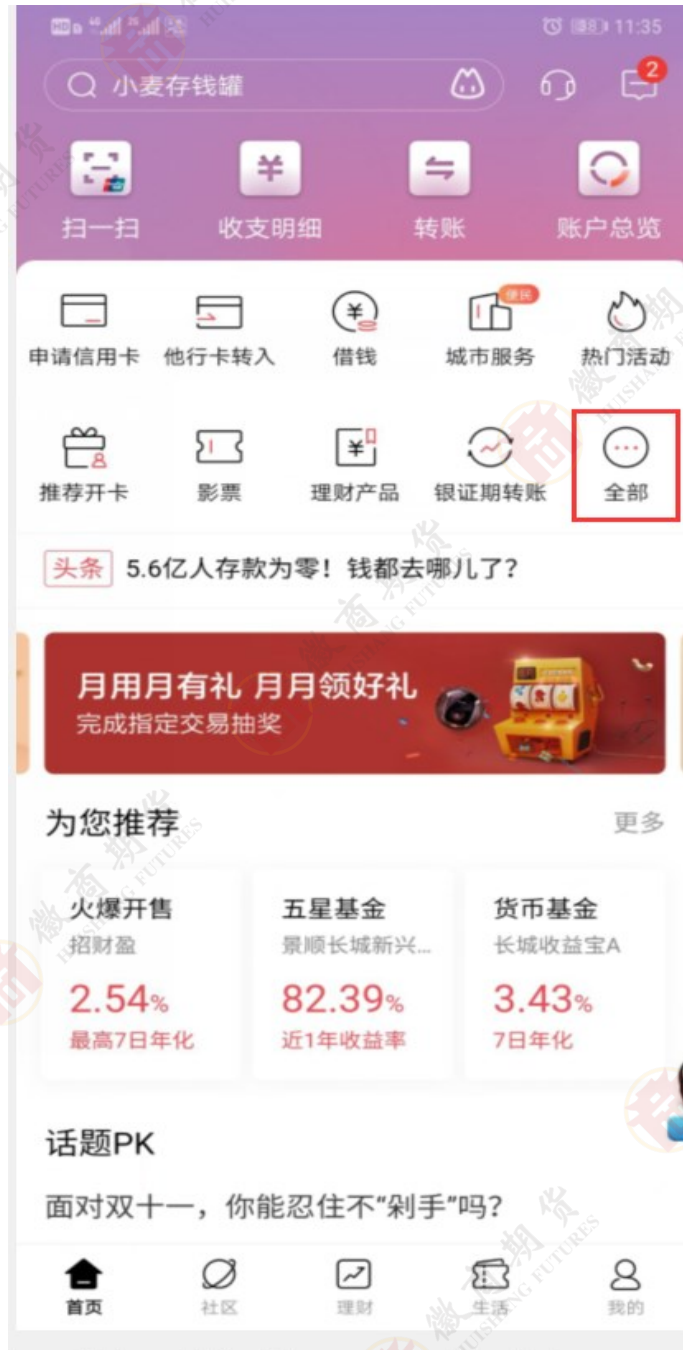 HD 4G 2G 11:35
小麦存钱罐
2
扫一扫 收支明细 转账 账户总览
便民
申请信用卡 他行卡转入 借钱 城市服务 热门活动
推荐开卡 影票 理财产品 银证期转账 全部
头条 5.6亿人存款为零！钱都去哪儿了？
月用月有礼 月月领好礼
完成指定交易抽奖
为您推荐 更多
火爆开售 五星基金 货币基金
招财盈 景顺长城新兴... 长城收益宝A
2.54% 82.39% 3.43%
最高7日年化 近1年收益率 7日年化
话题PK
面对双十一，你能忍住不"剁手"吗？
首页 社区 理财 生活 我的
徽商期货
HUISHANG FUTURES